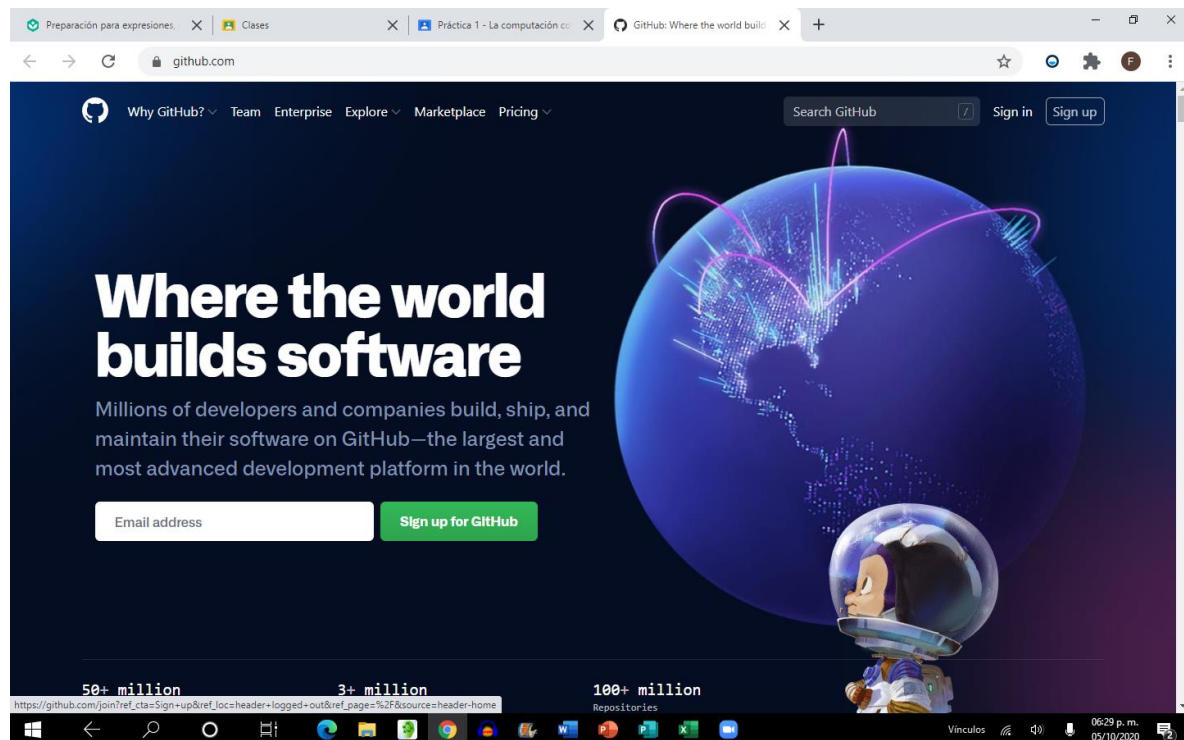 Preparación para expresiones,
Clases
Práctica 1 - La computación co
GitHub: Where the world build
github.com
F
Why GitHub? Team Enterprise Explore Marketplace Pricing
Search GitHub /
Sign in
Sign up
Where the world
builds software
Millions of developers and companies build, ship, and
maintain their software on GitHub—the largest and
most advanced development platform in the world.
Email address
Sign up for GitHub
50+ million
3+ million
100+ million
Repositories
https://github.com/join?ref_cta=Sign+up&ref_loc=header+logged+out&ref_page=%2F&source=header-home
Vínculos
06:29 p. m.
05/10/2020
2